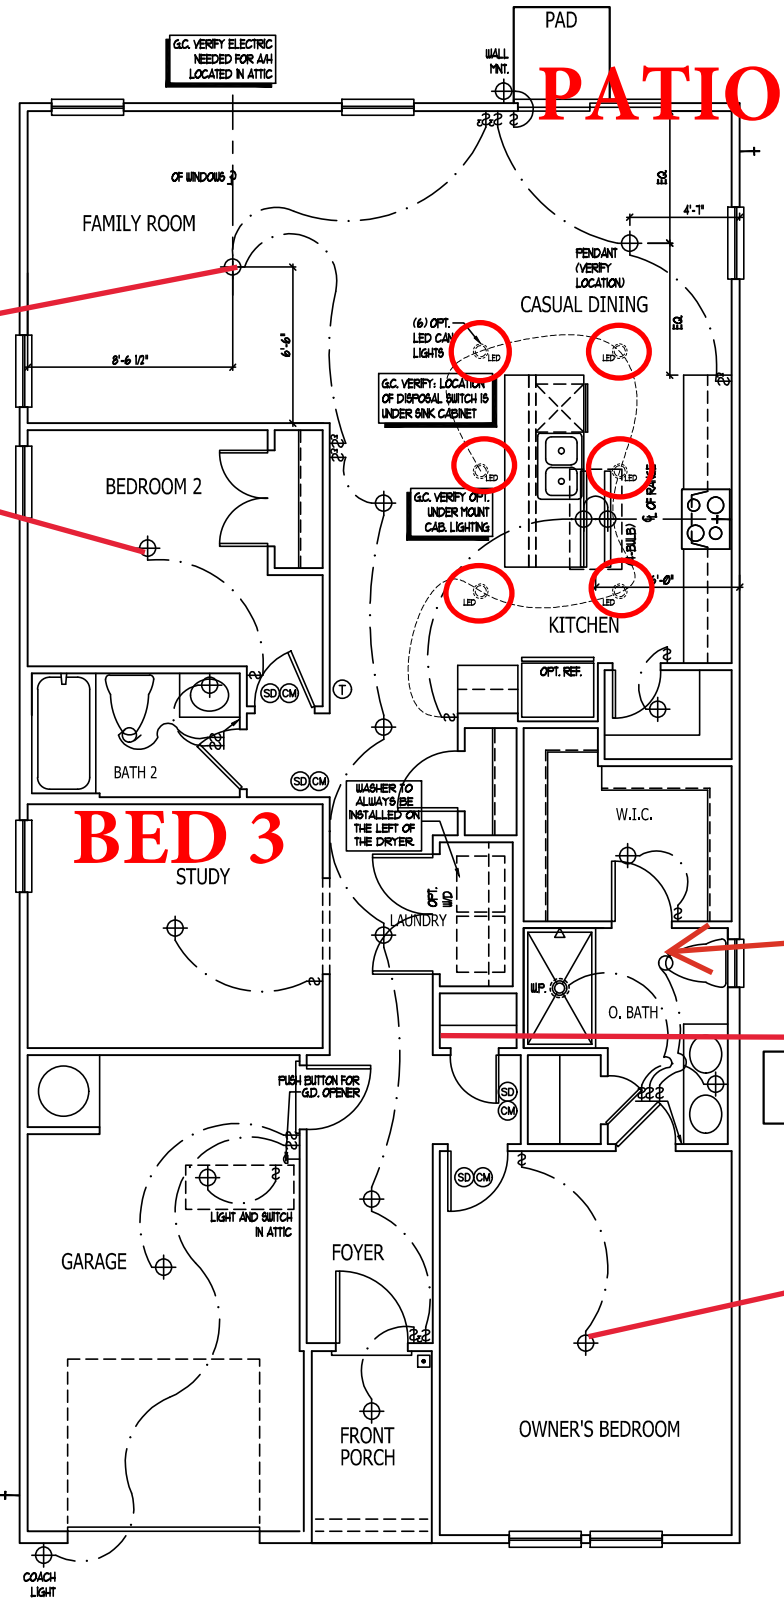 PAD
G.C. VERIFY ELECTRIC
NEEDED FOR A/H
LOCATED IN ATTIC
WALL
MNT.
PATIO
OF WINDOWS
EQ.
FAMILY ROOM
4'-7"
PENDANT
(VERIFY
LOCATION)
CASUAL DINING
(6) OPT.
LED CAN
LIGHTS
EQ.
8'-6 1/2"
6'-6"
LED
LED
G.C. VERIFY: LOCATION
OF DISPOSAL SWITCH IS
UNDER SINK CABINET
BEDROOM 2
LED
LED
G.C. VERIFY OPT.
UNDER MOUNT
CAB. LIGHTING
℄ OF RANGE
(4-BULB)
LED
LED
KITCHEN
OPT. REF.
SD CM
T
BATH 2
SD CM
WASHER TO
ALWAYS BE
INSTALLED ON
THE LEFT OF
THE DRYER.
W.I.C.
BED 3
STUDY
OPT.
W/D
LAUNDRY
W.P.
O. BATH
PUSH BUTTON FOR
G.D. OPENER
SD
CM
SD CM
LIGHT AND SWITCH
IN ATTIC
GARAGE
FOYER
FRONT
PORCH
OWNER'S BEDROOM
COACH
LIGHT